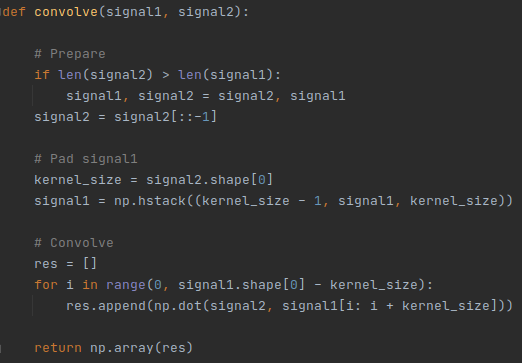 def convolve(signal1, signal2):
# Prepare
if len(signal2) > len(signal1):
signal1, signal2 = signal2, signal1
signal2 = signal2[::-1]
# Pad signal1
kernel_size = signal2.shape[0]
signal1 = np.hstack((kernel_size - 1, signal1, kernel_size))
# Convolve
res = []
for i in range(0, signal1.shape[0] - kernel_size):
res.append(np.dot(signal2, signal1[i: i + kernel_size]))
return np.array(res)